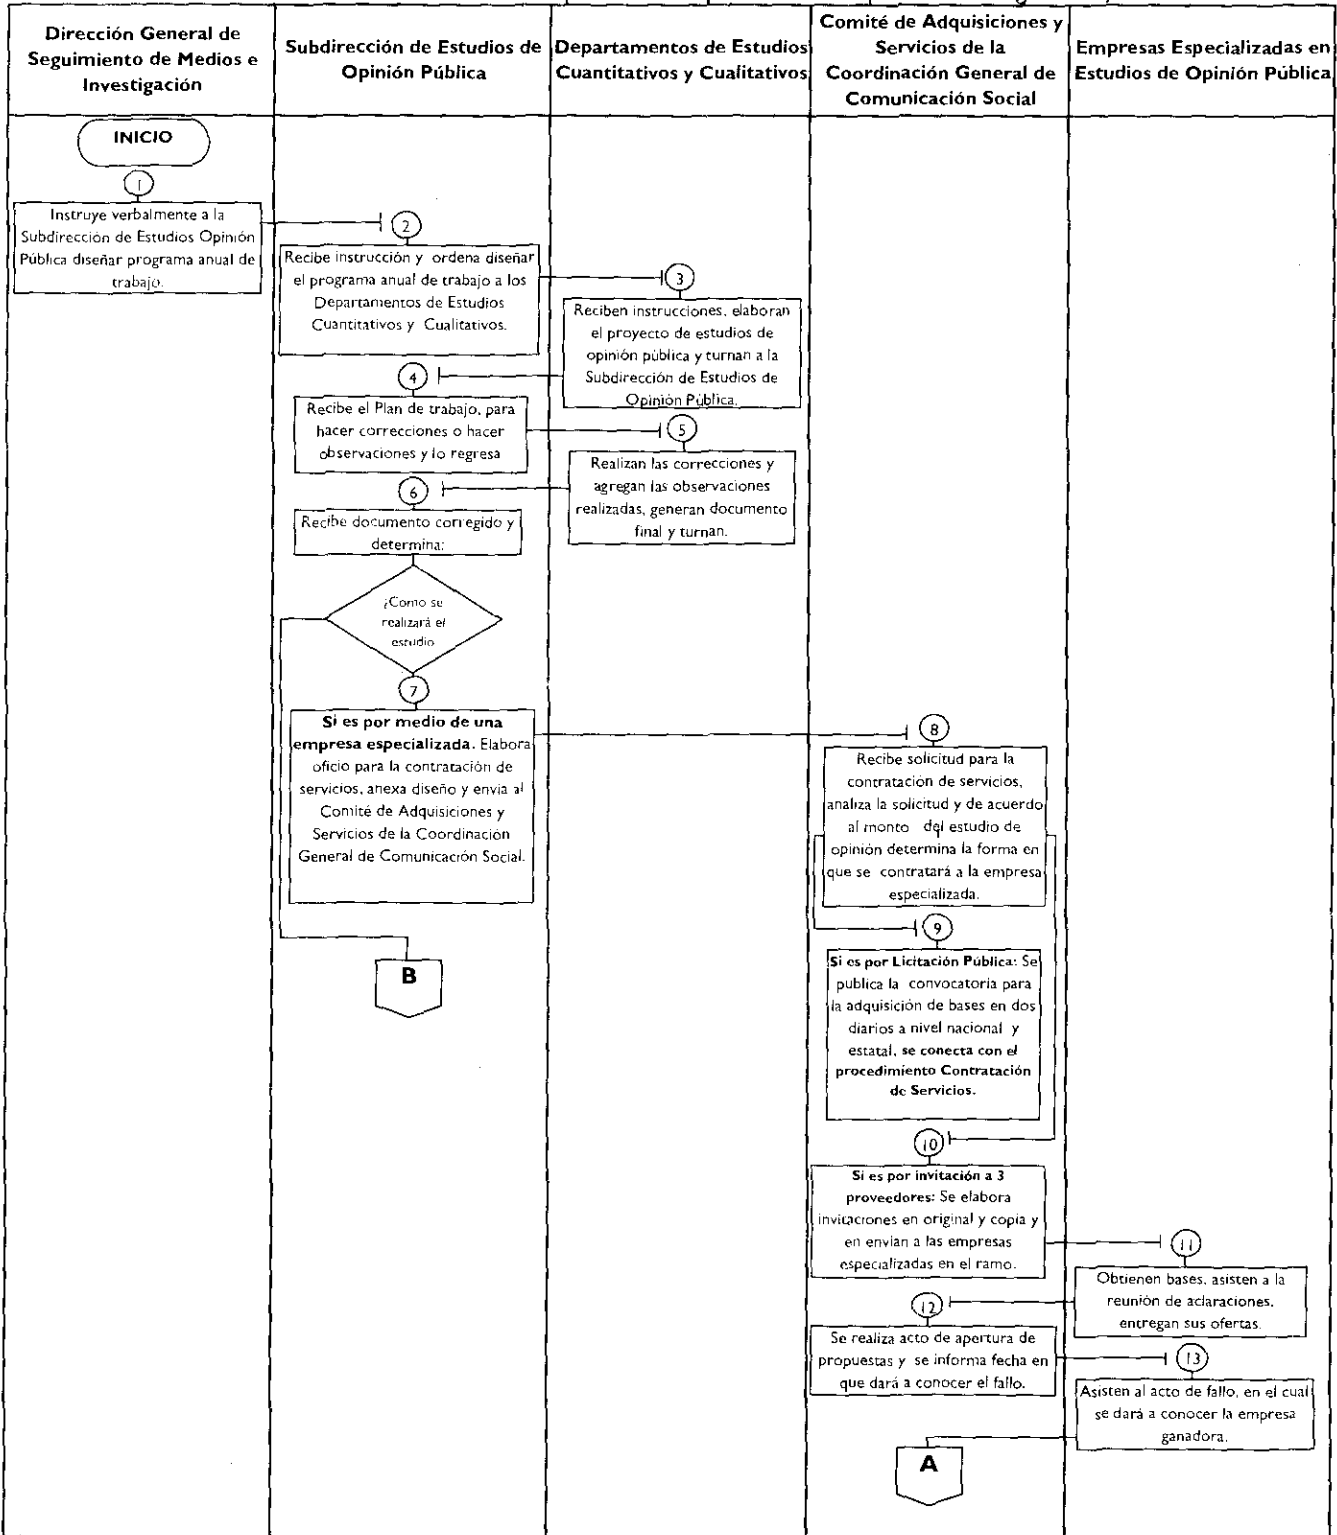 Dirección General de
Seguimiento de Medios e
Investigación
Subdirección de Estudios de
Opinión Pública
Departamentos de Estudios
Cuantitativos y Cualitativos
Comité de Adquisiciones y
Servicios de la
Coordinación General de
Comunicación Social
Empresas Especializadas en
Estudios de Opinión Pública
INICIO
1
Instruye verbalmente a la
Subdirección de Estudios Opinión
Pública diseñar programa anual de
trabajo.
2
Recibe instrucción y ordena diseñar
el programa anual de trabajo a los
Departamentos de Estudios
Cuantitativos y Cualitativos.
3
Reciben instrucciones, elaboran
el proyecto de estudios de
opinión pública y turnan a la
Subdirección de Estudios de
Opinión Pública.
4
Recibe el Plan de trabajo, para
hacer correcciones o hacer
observaciones y lo regresa
5
Realizan las correcciones y
agregan las observaciones
realizadas, generan documento
final y turnan.
6
Recibe documento corregido y
determina:
¿Como se
realizará el
estudio
7
Si es por medio de una
empresa especializada. Elabora
oficio para la contratación de
servicios, anexa diseño y envia al
Comité de Adquisiciones y
Servicios de la Coordinación
General de Comunicación Social.
B
8
Recibe solicitud para la
contratación de servicios,
analiza la solicitud y de acuerdo
al monto del estudio de
opinión determina la forma en
que se contratará a la empresa
especializada.
9
Si es por Licitación Pública: Se
publica la convocatoria para
la adquisición de bases en dos
diarios a nivel nacional y
estatal, se conecta con el
procedimiento Contratación
de Servicios.
10
Si es por invitación a 3
proveedores: Se elabora
invitaciones en original y copia y
en envían a las empresas
especializadas en el ramo.
11
Obtienen bases, asisten a la
reunión de aclaraciones,
entregan sus ofertas.
12
Se realiza acto de apertura de
propuestas y se informa fecha en
que dará a conocer el fallo.
13
Asisten al acto de fallo, en el cual
se dará a conocer la empresa
ganadora.
A